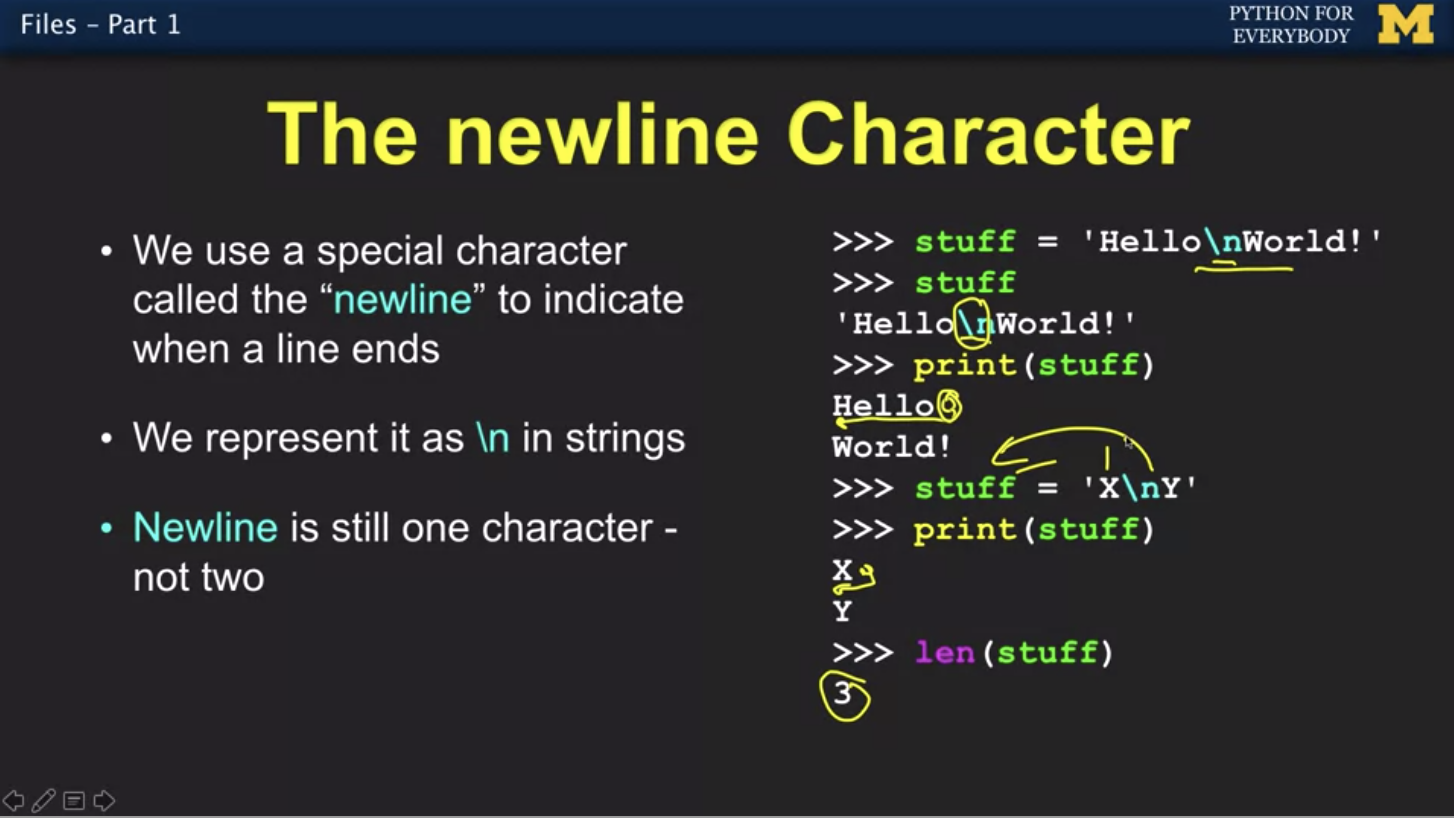 Files – Part 1
PYTHON FOR
EVERYBODY
M
The newline Character
• We use a special character
called the “newline” to indicate
when a line ends
• We represent it as \n in strings
• Newline is still one character -
not two
>>> stuff = 'Hello\nWorld!'
>>> stuff
'Hello\nWorld!'
>>> print(stuff)
Hello
World!
>>> stuff = 'X\nY'
>>> print(stuff)
X
Y
>>> len(stuff)
3